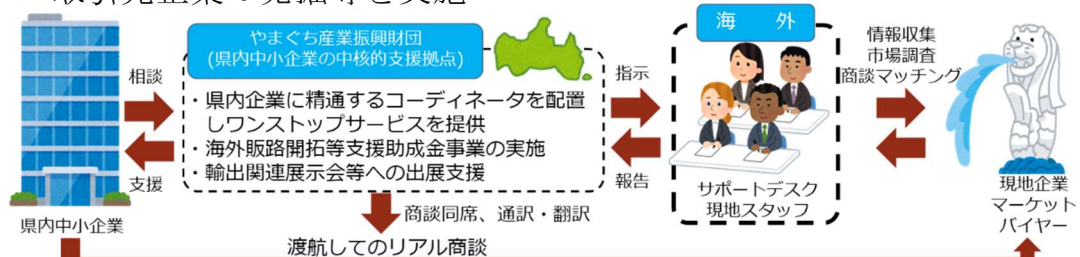 やまぐち産業振興財団
(県内中小企業の中核的支援拠点)
相談
支援
県内中小企業
・県内企業に精通するコーディネータを配置
しワンストップサービスを提供
・海外販路開拓等支援助成金事業の実施
・輸出関連展示会等への出展支援
指示
報告
海 外
サポートデスク
現地スタッフ
情報収集
市場調査
商談マッチング
現地企業
マーケット
バイヤー
商談同席、通訳・翻訳
渡航してのリアル商談